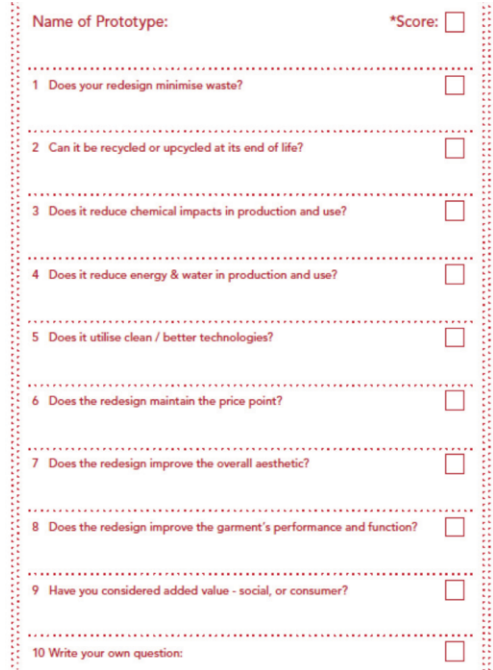 Name of Prototype: *Score:
1 Does your redesign minimise waste?
2 Can it be recycled or upcycled at its end of life?
3 Does it reduce chemical impacts in production and use?
4 Does it reduce energy & water in production and use?
5 Does it utilise clean / better technologies?
6 Does the redesign maintain the price point?
7 Does the redesign improve the overall aesthetic?
8 Does the redesign improve the garment's performance and function?
9 Have you considered added value - social, or consumer?
10 Write your own question: